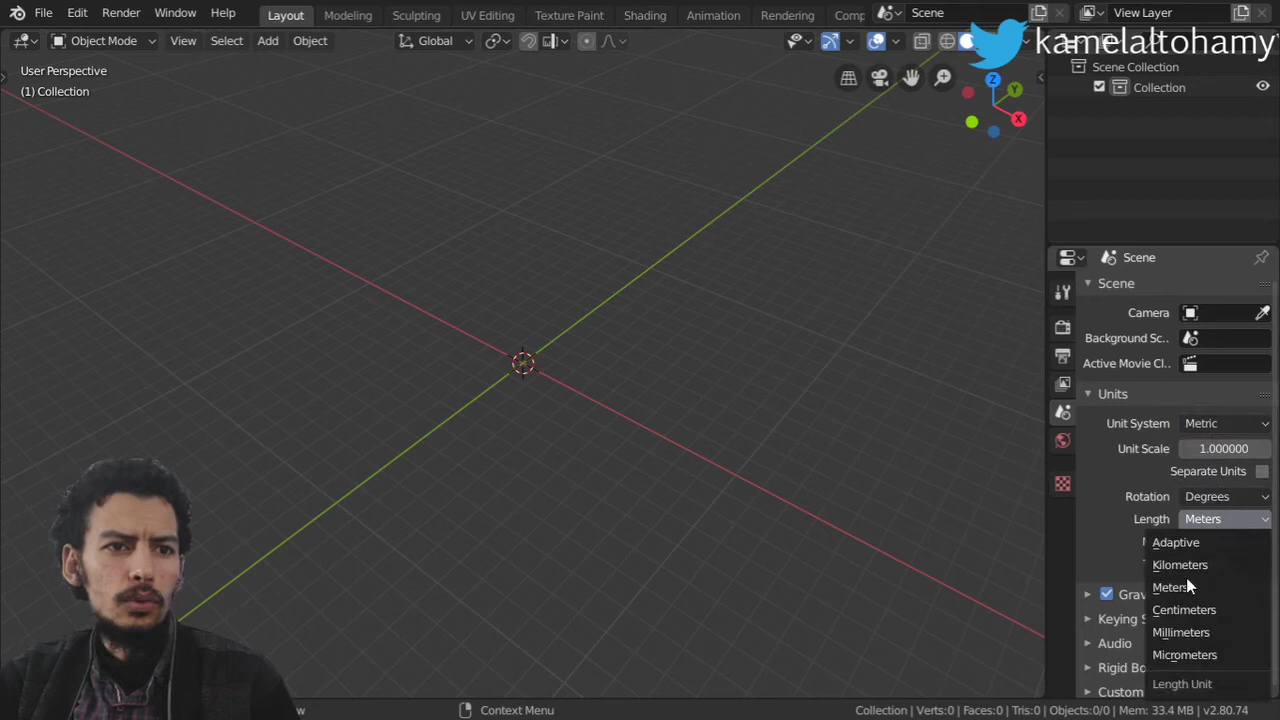 File Edit Render Window Help Layout Modeling Sculpting UV Editing Texture Paint Shading Animation Rendering Comp Scene View Layer
Object Mode View Select Add Object Global
kamelaltohamy
User Perspective
(1) Collection
Z
Y
X
Scene Collection
Collection
Scene
Scene
Camera
Background Sc..
Active Movie Cl..
Units
Unit System Metric
Unit Scale 1.000000
Separate Units
Rotation Degrees
Length Meters
Adaptive
Kilometers
Meters
Centimeters
Millimeters
Micrometers
Length Unit
Grav
Keying S
Audio
Rigid Bo
Custom
Context Menu
Collection | Verts:0 | Faces:0 | Tris:0 | Objects:0/0 | Mem: 33.4 MB | v2.80.74